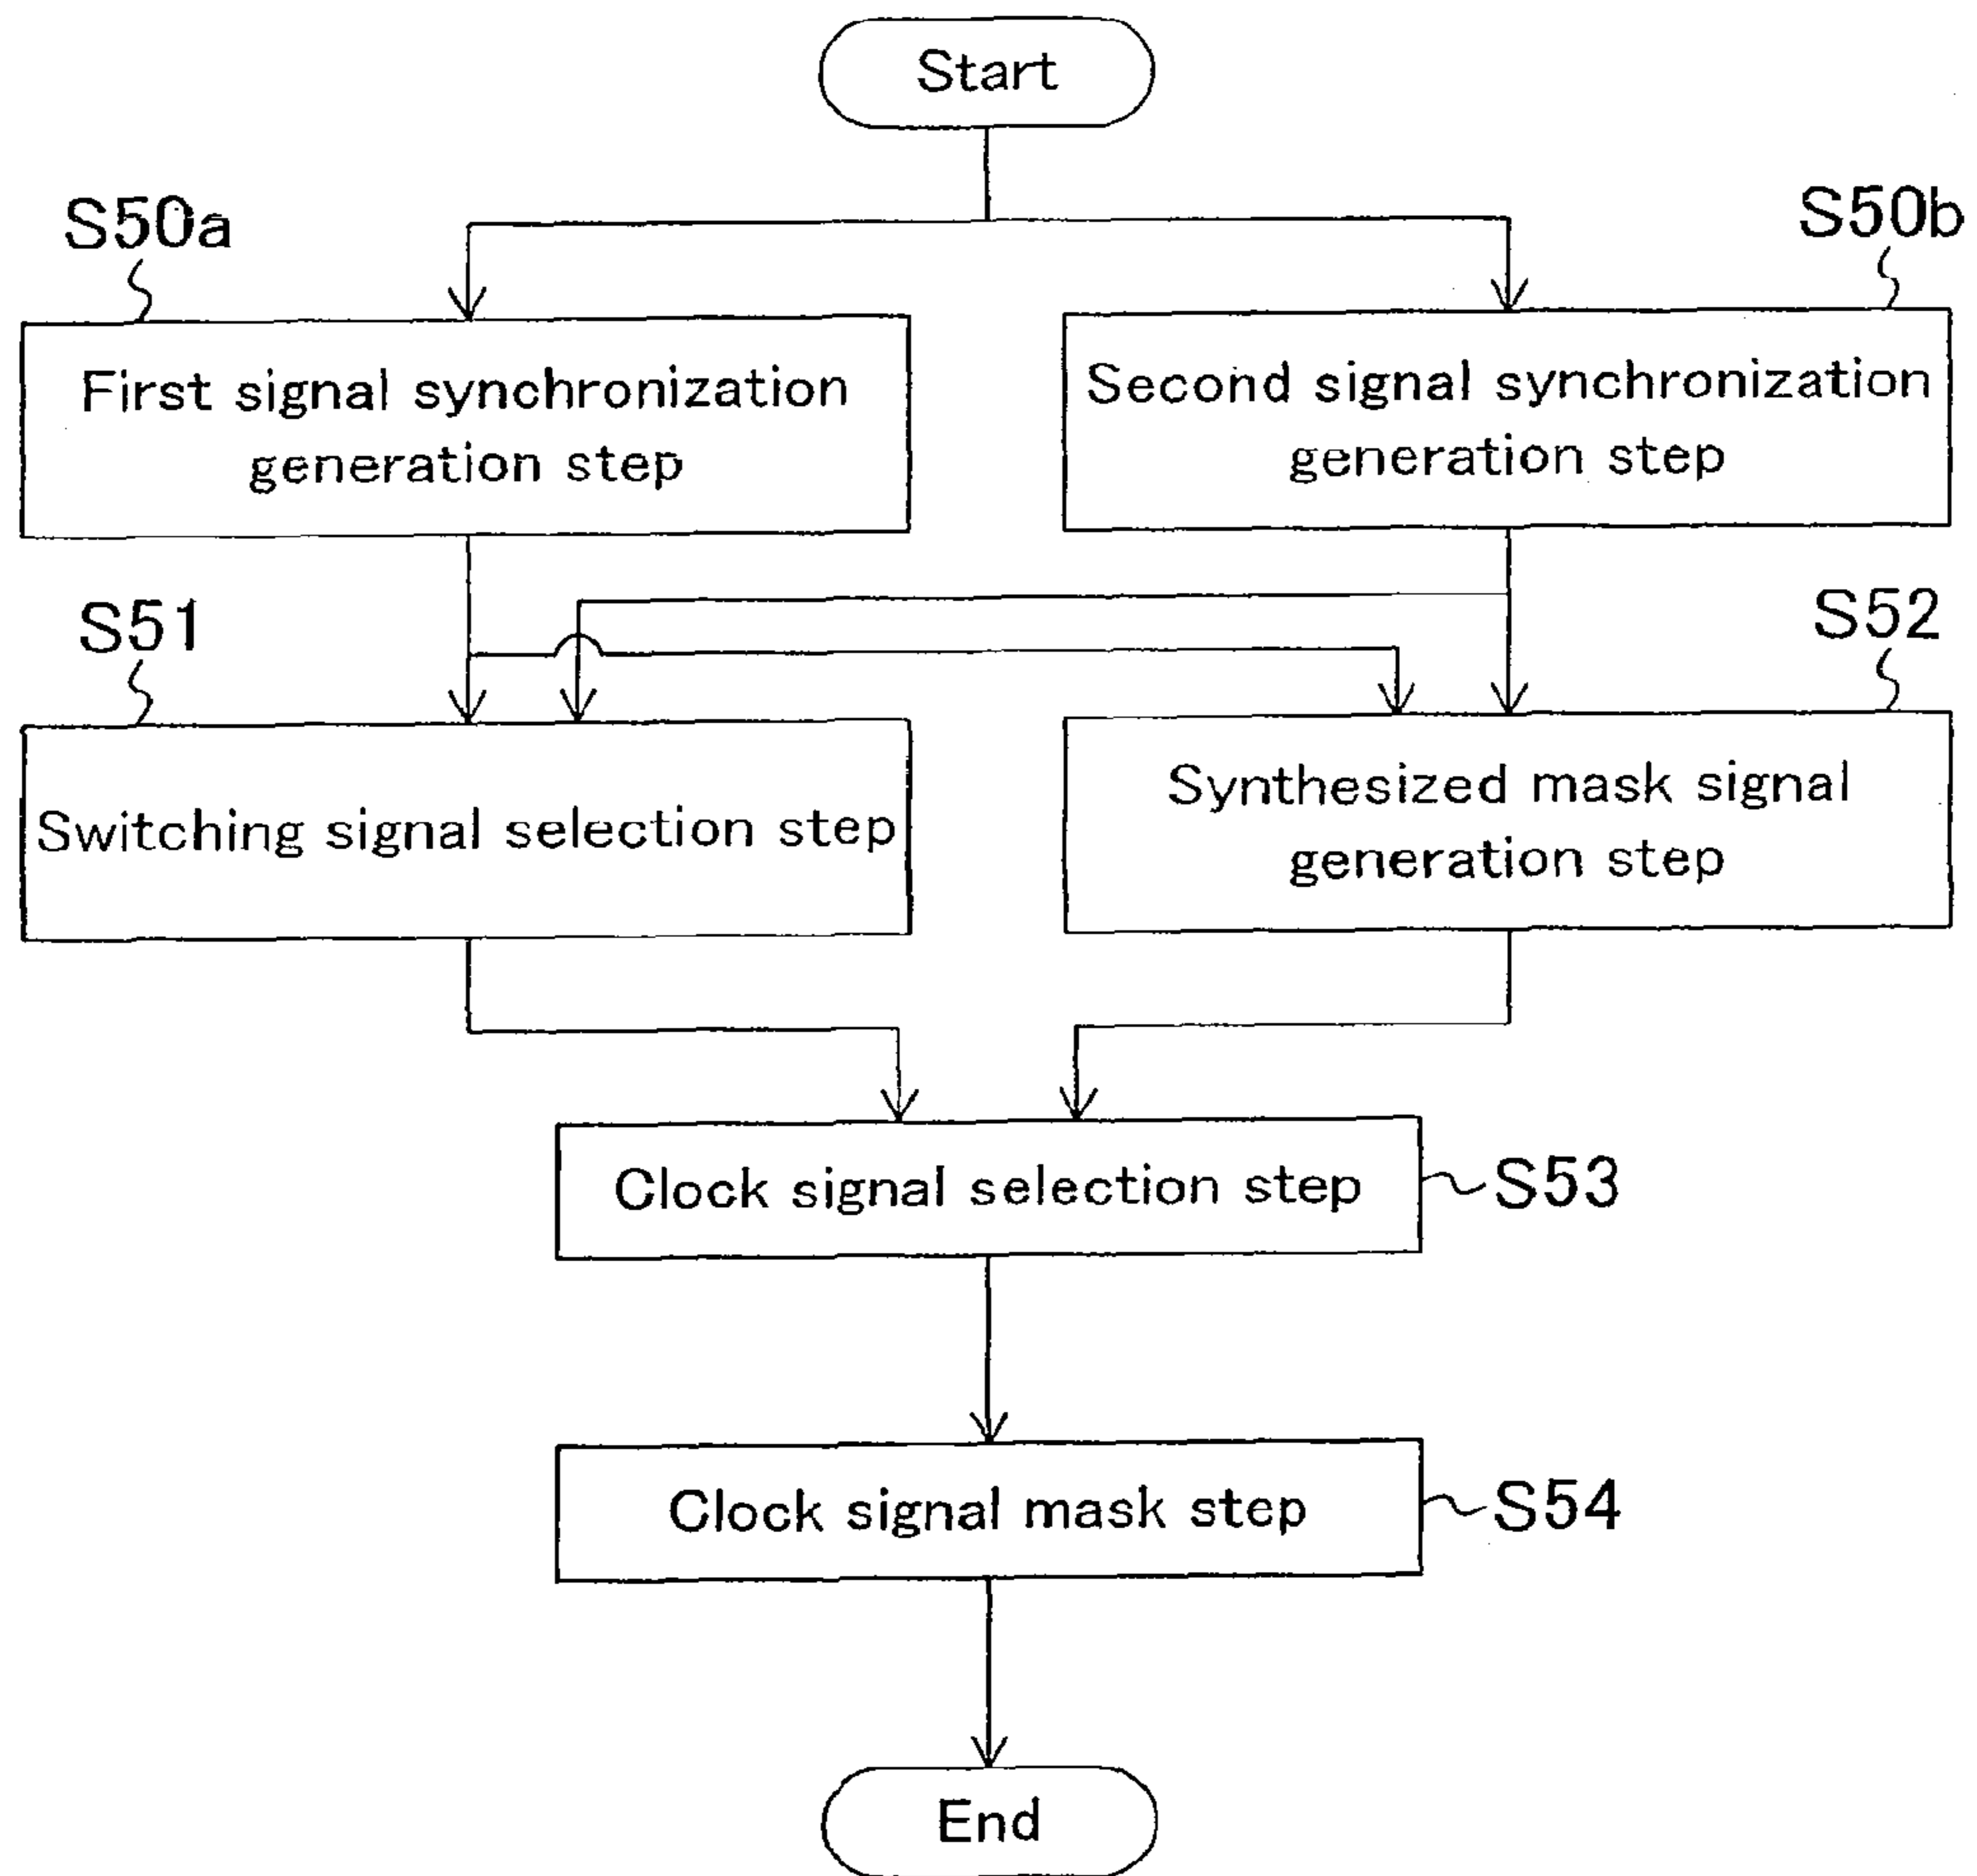 Start
S50a
S50b
First signal synchronization
generation step
Second signal synchronization
generation step
S51
S52
Switching signal selection step
Synthesized mask signal
generation step
Clock signal selection step
S53
Clock signal mask step
S54
End